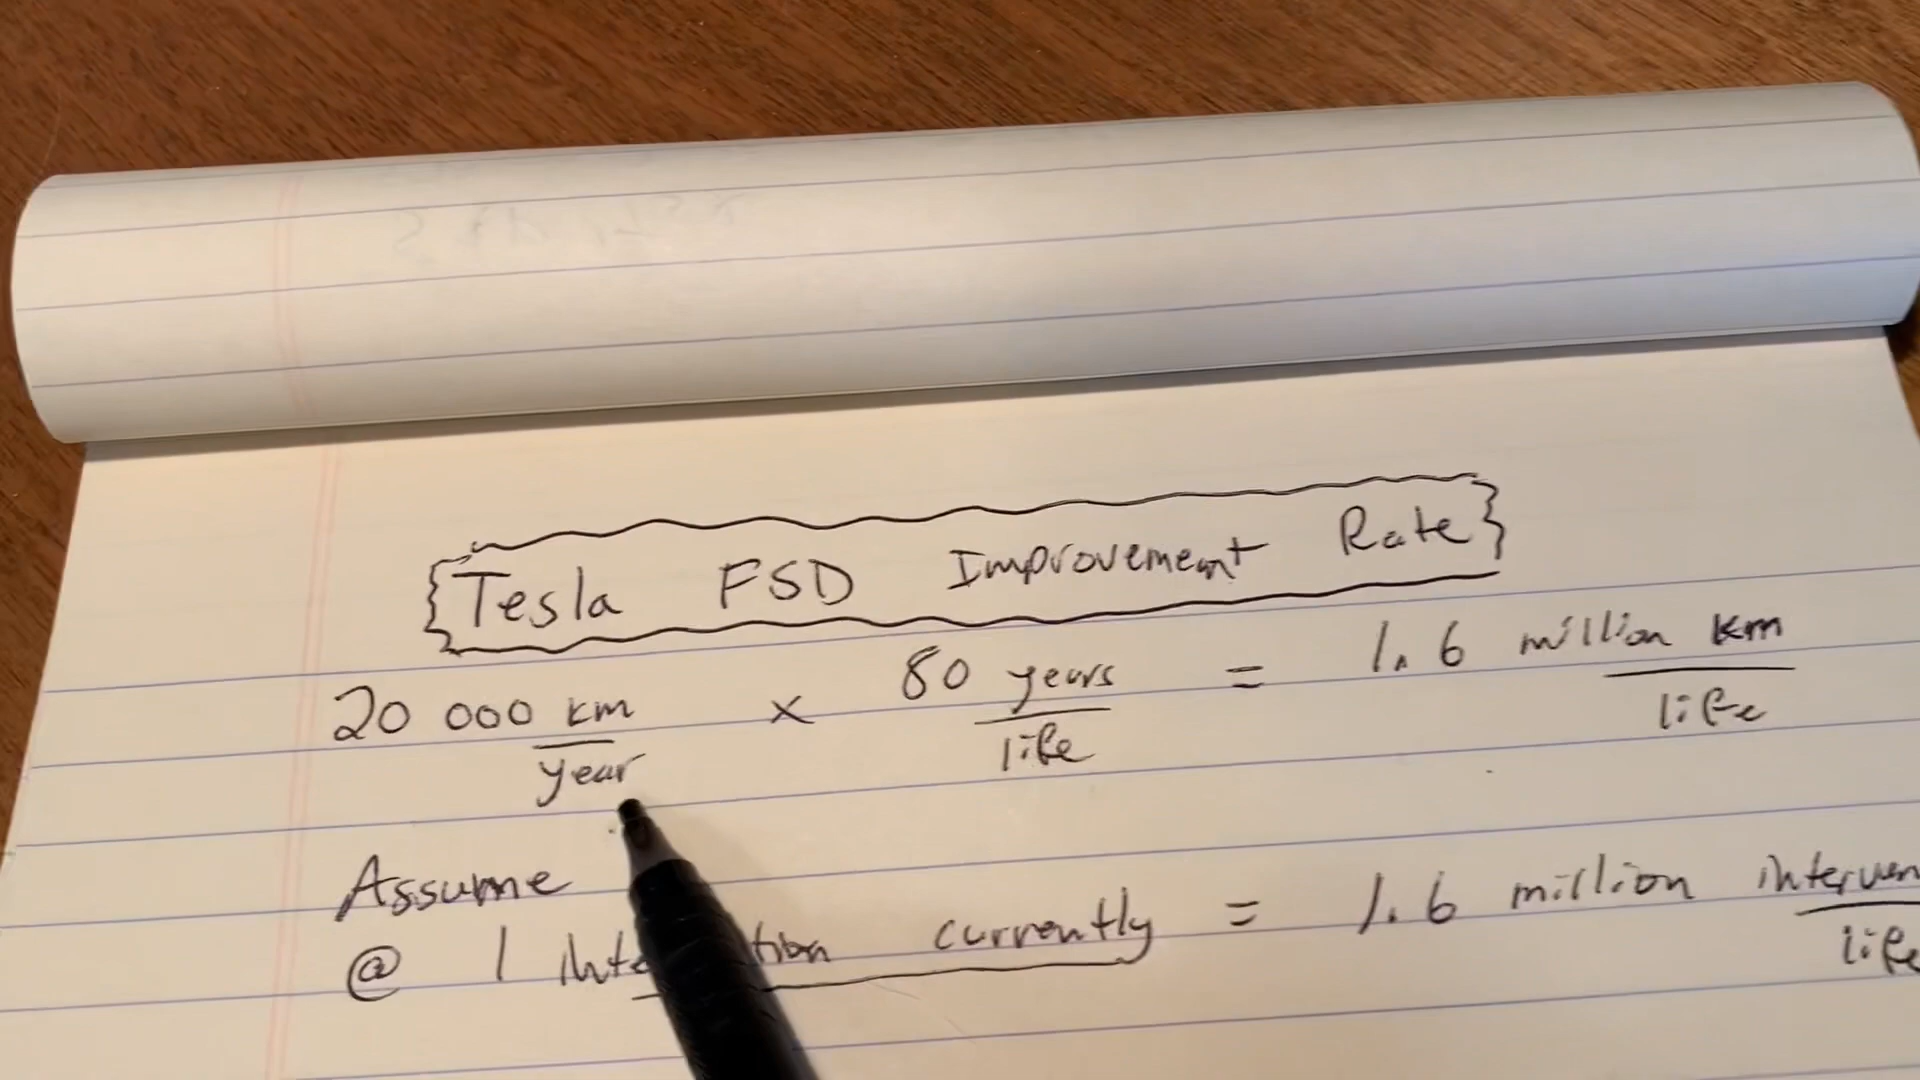 Tesla FSD Improvement Rate
20 000 km/year × 80 years/life = 1.6 million km/life
Assume
@ 1 currently = 1.6 million
life